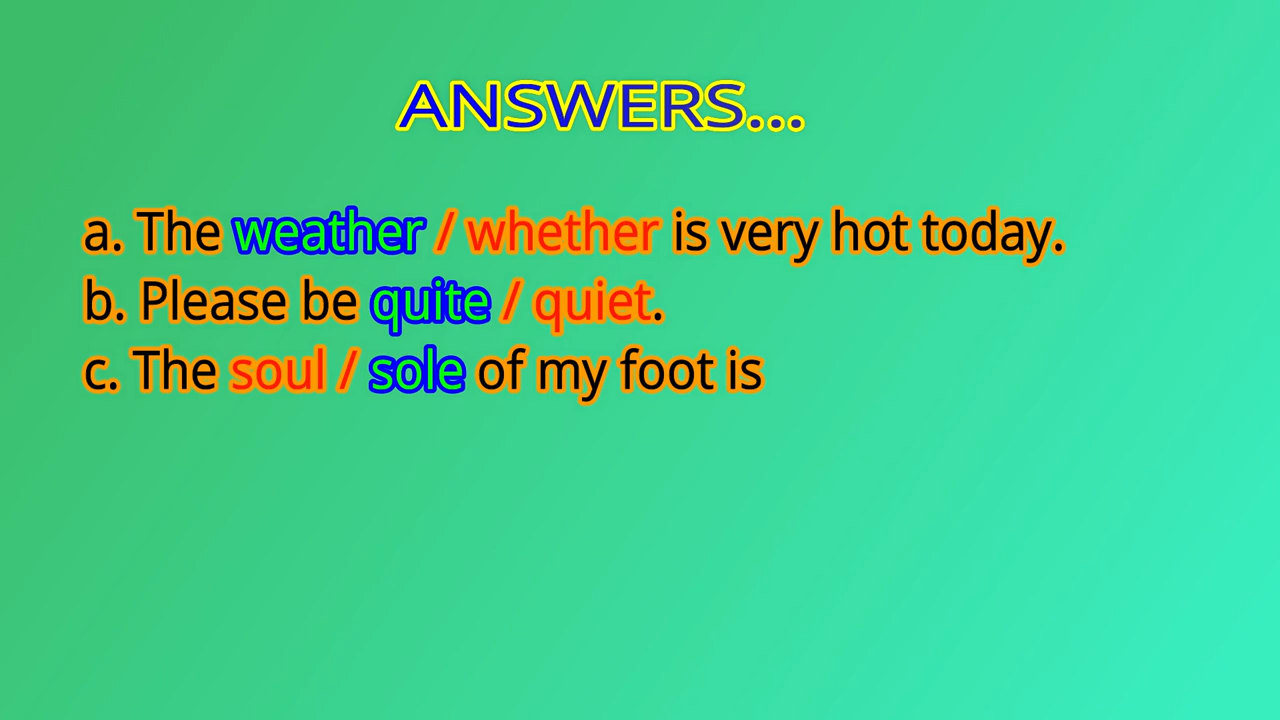 ANSWERS...
a. The weather / whether is very hot today.
b. Please be quite / quiet.
c. The soul / sole of my foot is